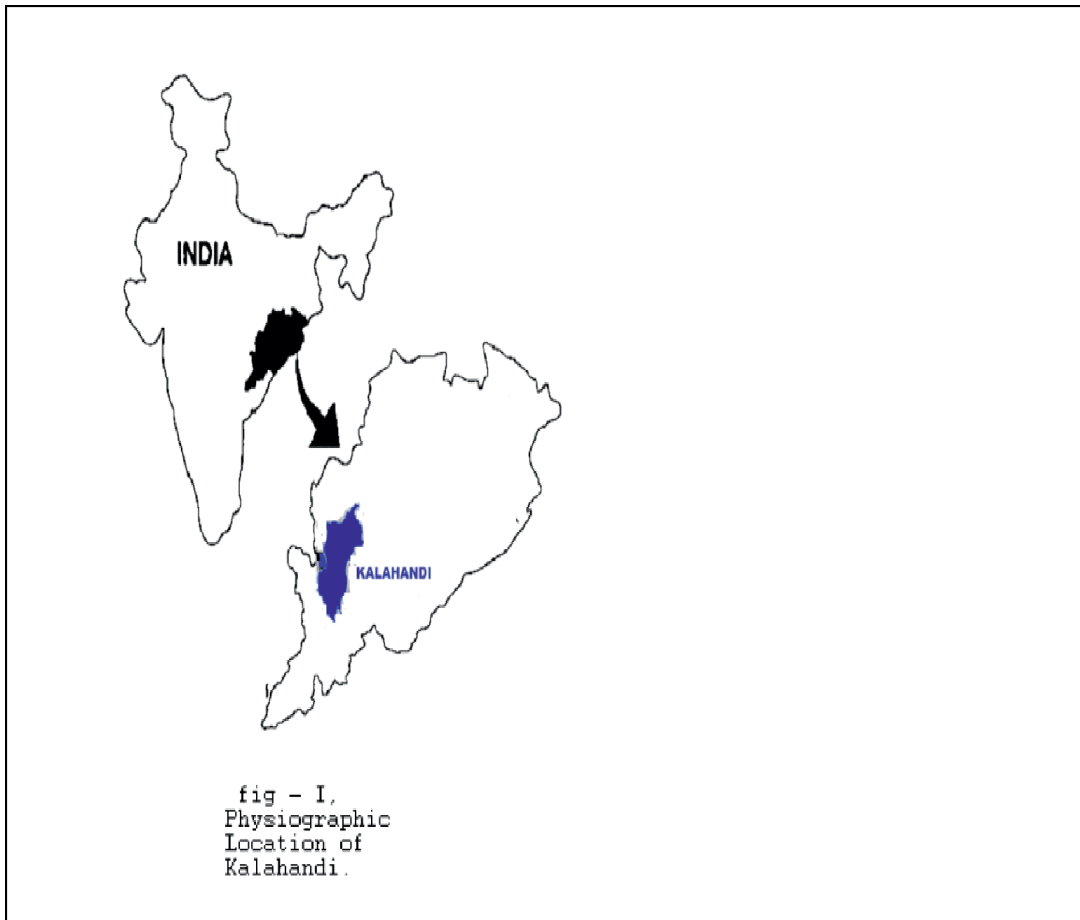 INDIA
KALAHANDI
fig – I,
Physiographic
Location of
Kalahandi.